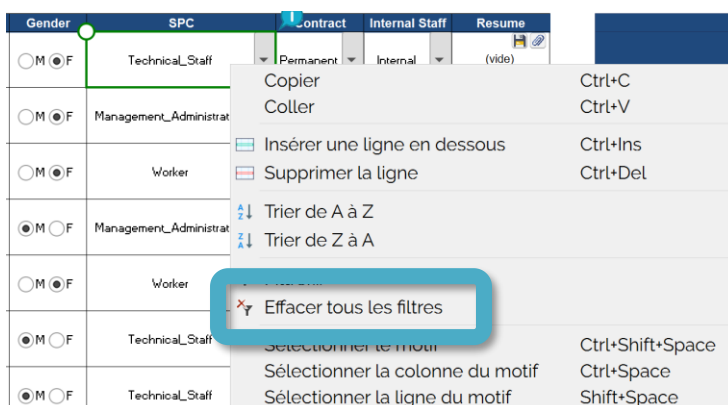 Gender SPC Contract Internal Staff Resume
M F Technical_Staff Permanent Internal (vide)
Copier Ctrl+C
Coller Ctrl+V
M F Management_Administrat
Insérer une ligne en dessous Ctrl+Ins
Supprimer la ligne Ctrl+Del
M F Worker
Trier de A à Z
M F Management_Administrat
Trier de Z à A
M F Worker
Effacer tous les filtres
M F Technical_Staff
Sélectionner le motif Ctrl+Shift+Space
Sélectionner la colonne du motif Ctrl+Space
M F Technical_Staff
Sélectionner la ligne du motif Shift+Space